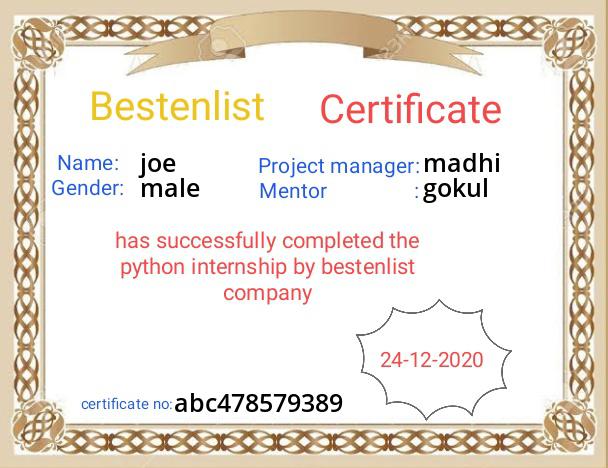 Bestenlist Certificate
Name: joe Project manager: madhi
Gender: male Mentor : gokul
has successfully completed the
python internship by bestenlist
company
24-12-2020
certificate no: abc478579389